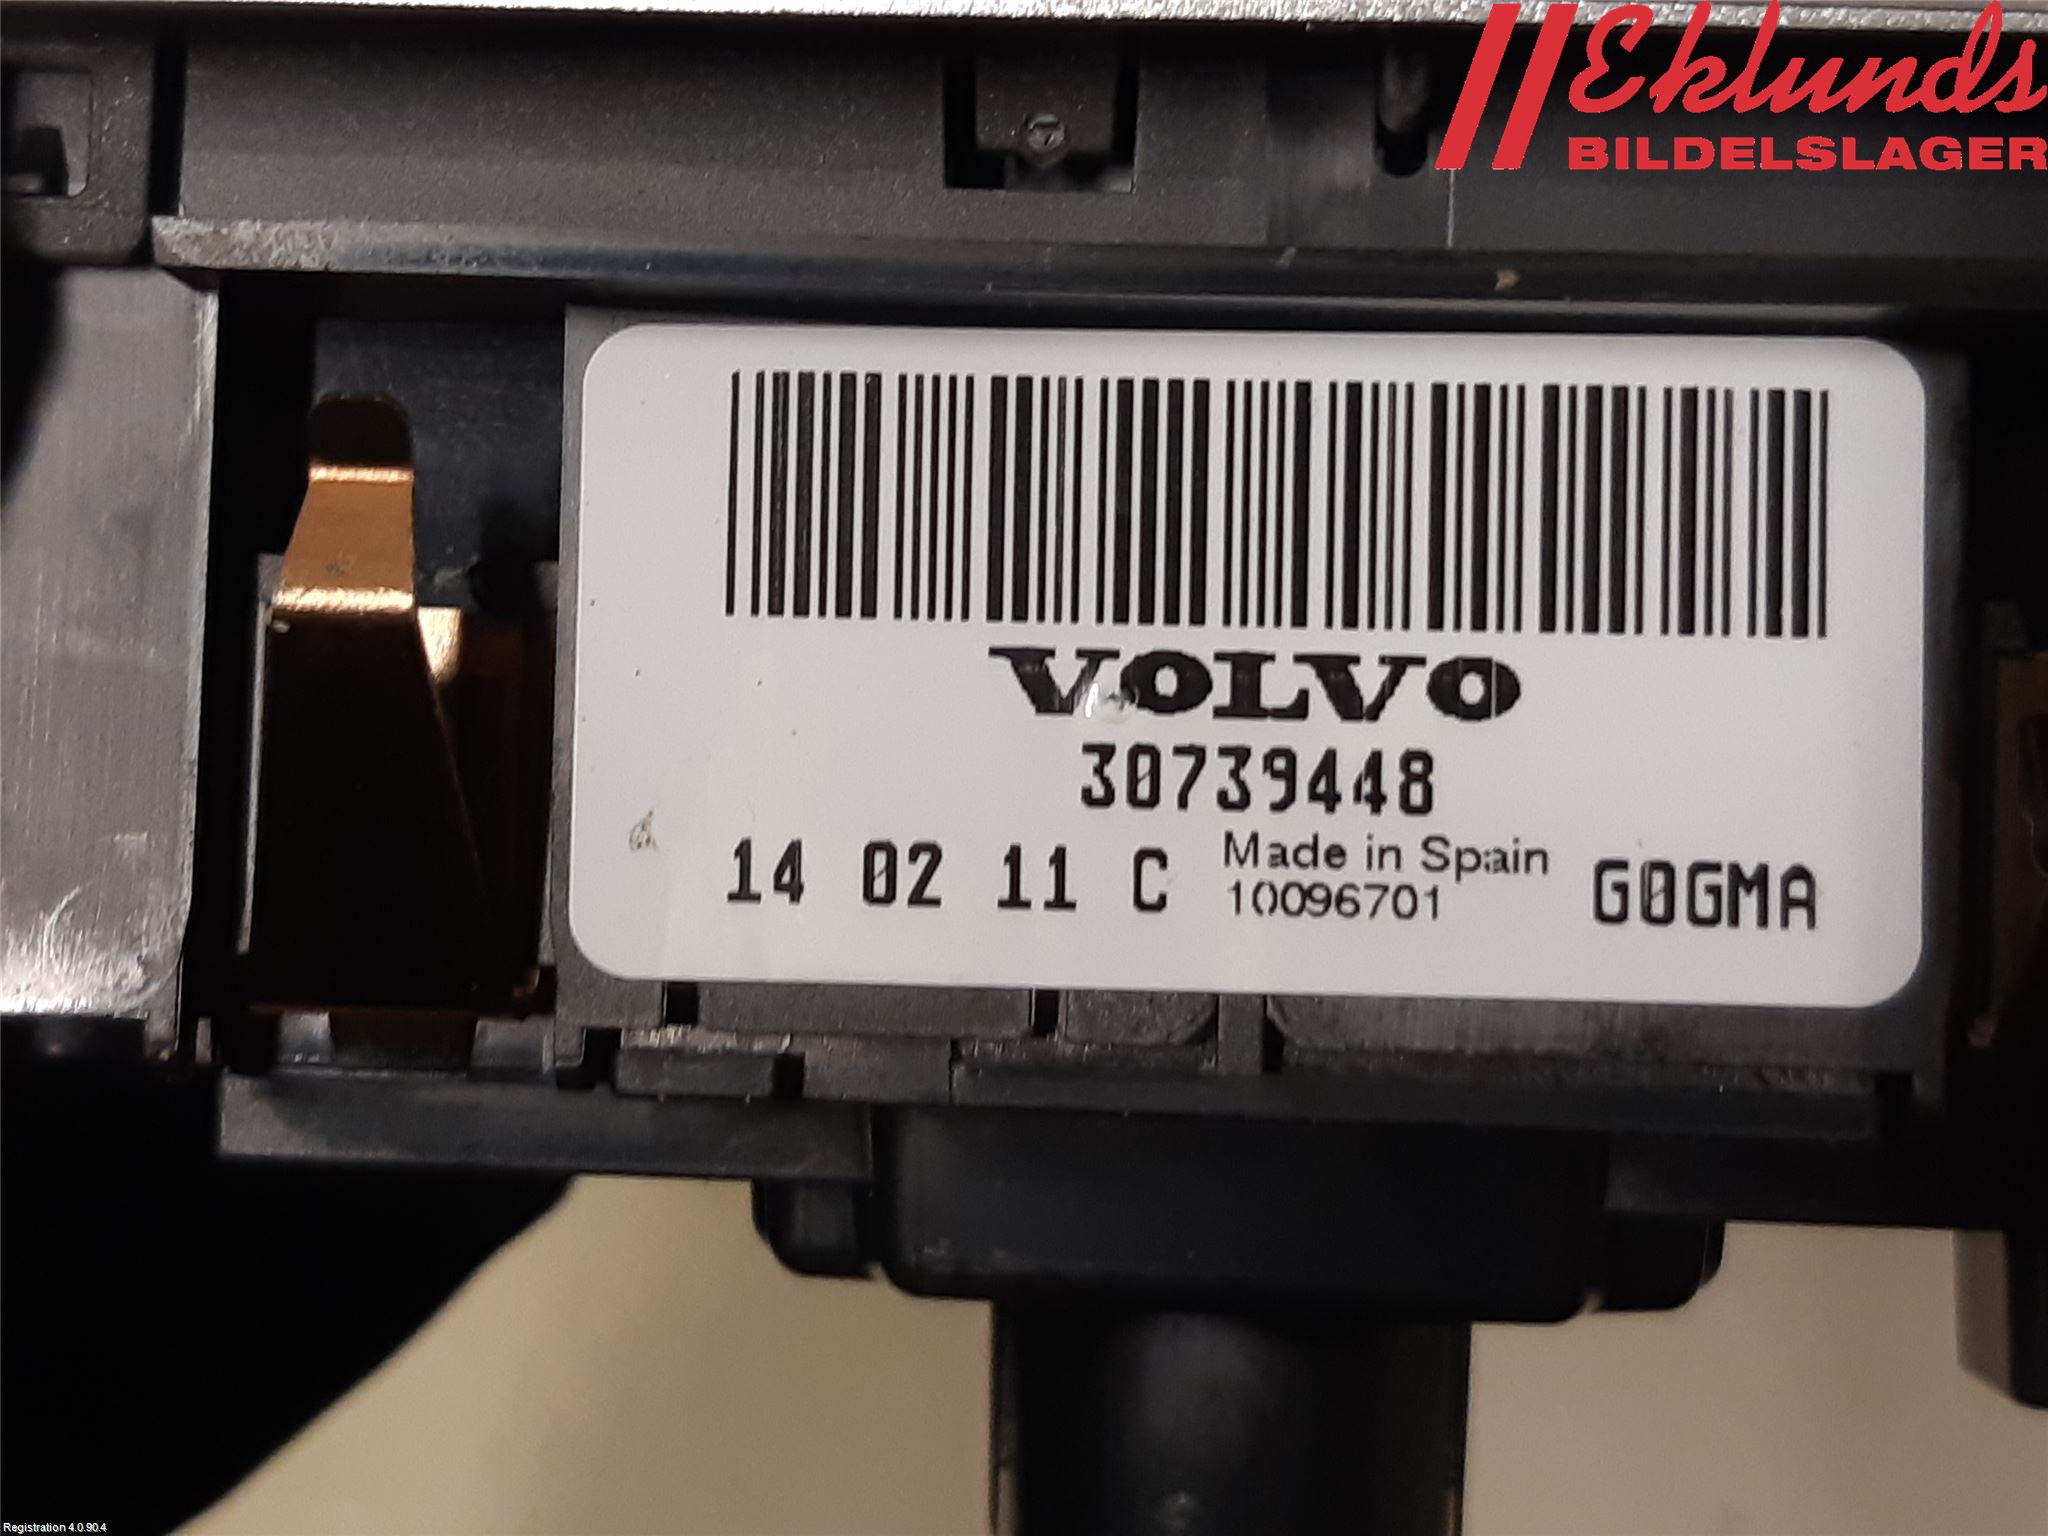 Eklunds
BILDELSLAGER
VOLVO
30739448
14 02 11 C Made in Spain G0GMA
10096701
Registration 4.0.90.4